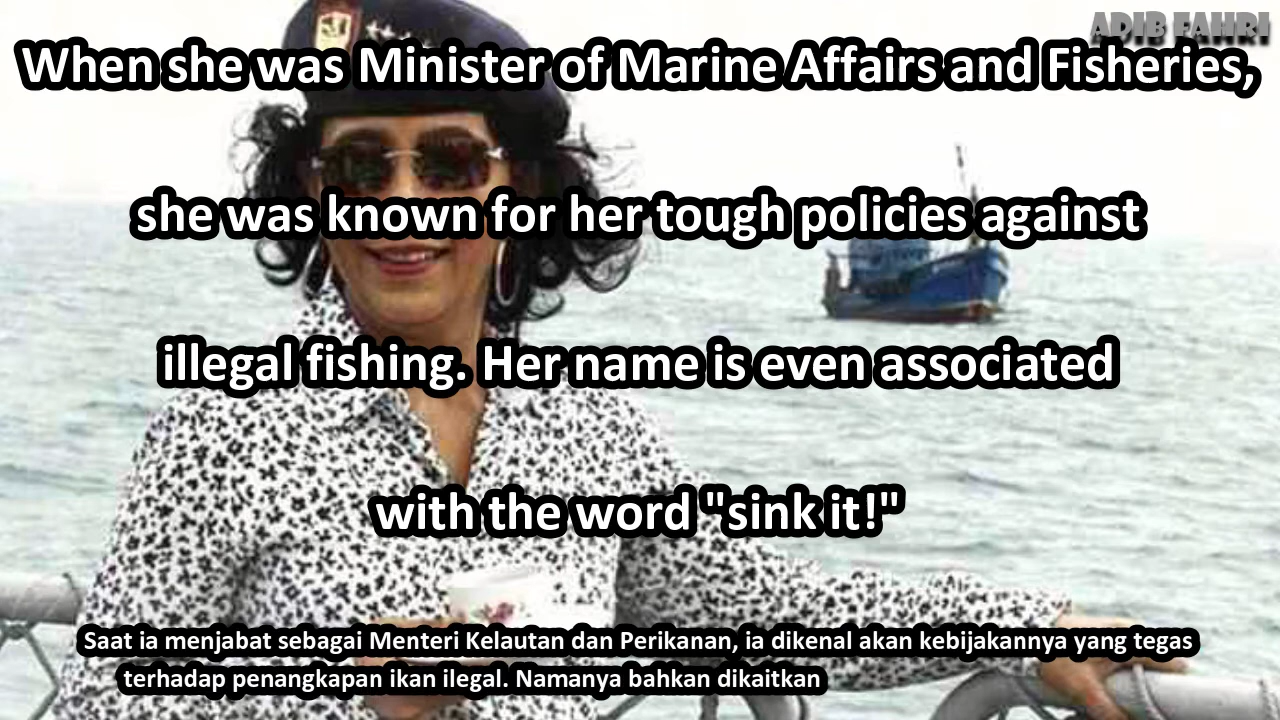 ADIB FAHRI
When she was Minister of Marine Affairs and Fisheries,
she was known for her tough policies against
illegal fishing. Her name is even associated
with the word "sink it!"
Saat ia menjabat sebagai Menteri Kelautan dan Perikanan, ia dikenal akan kebijakannya yang tegas
terhadap penangkapan ikan ilegal. Namanya bahkan dikaitkan